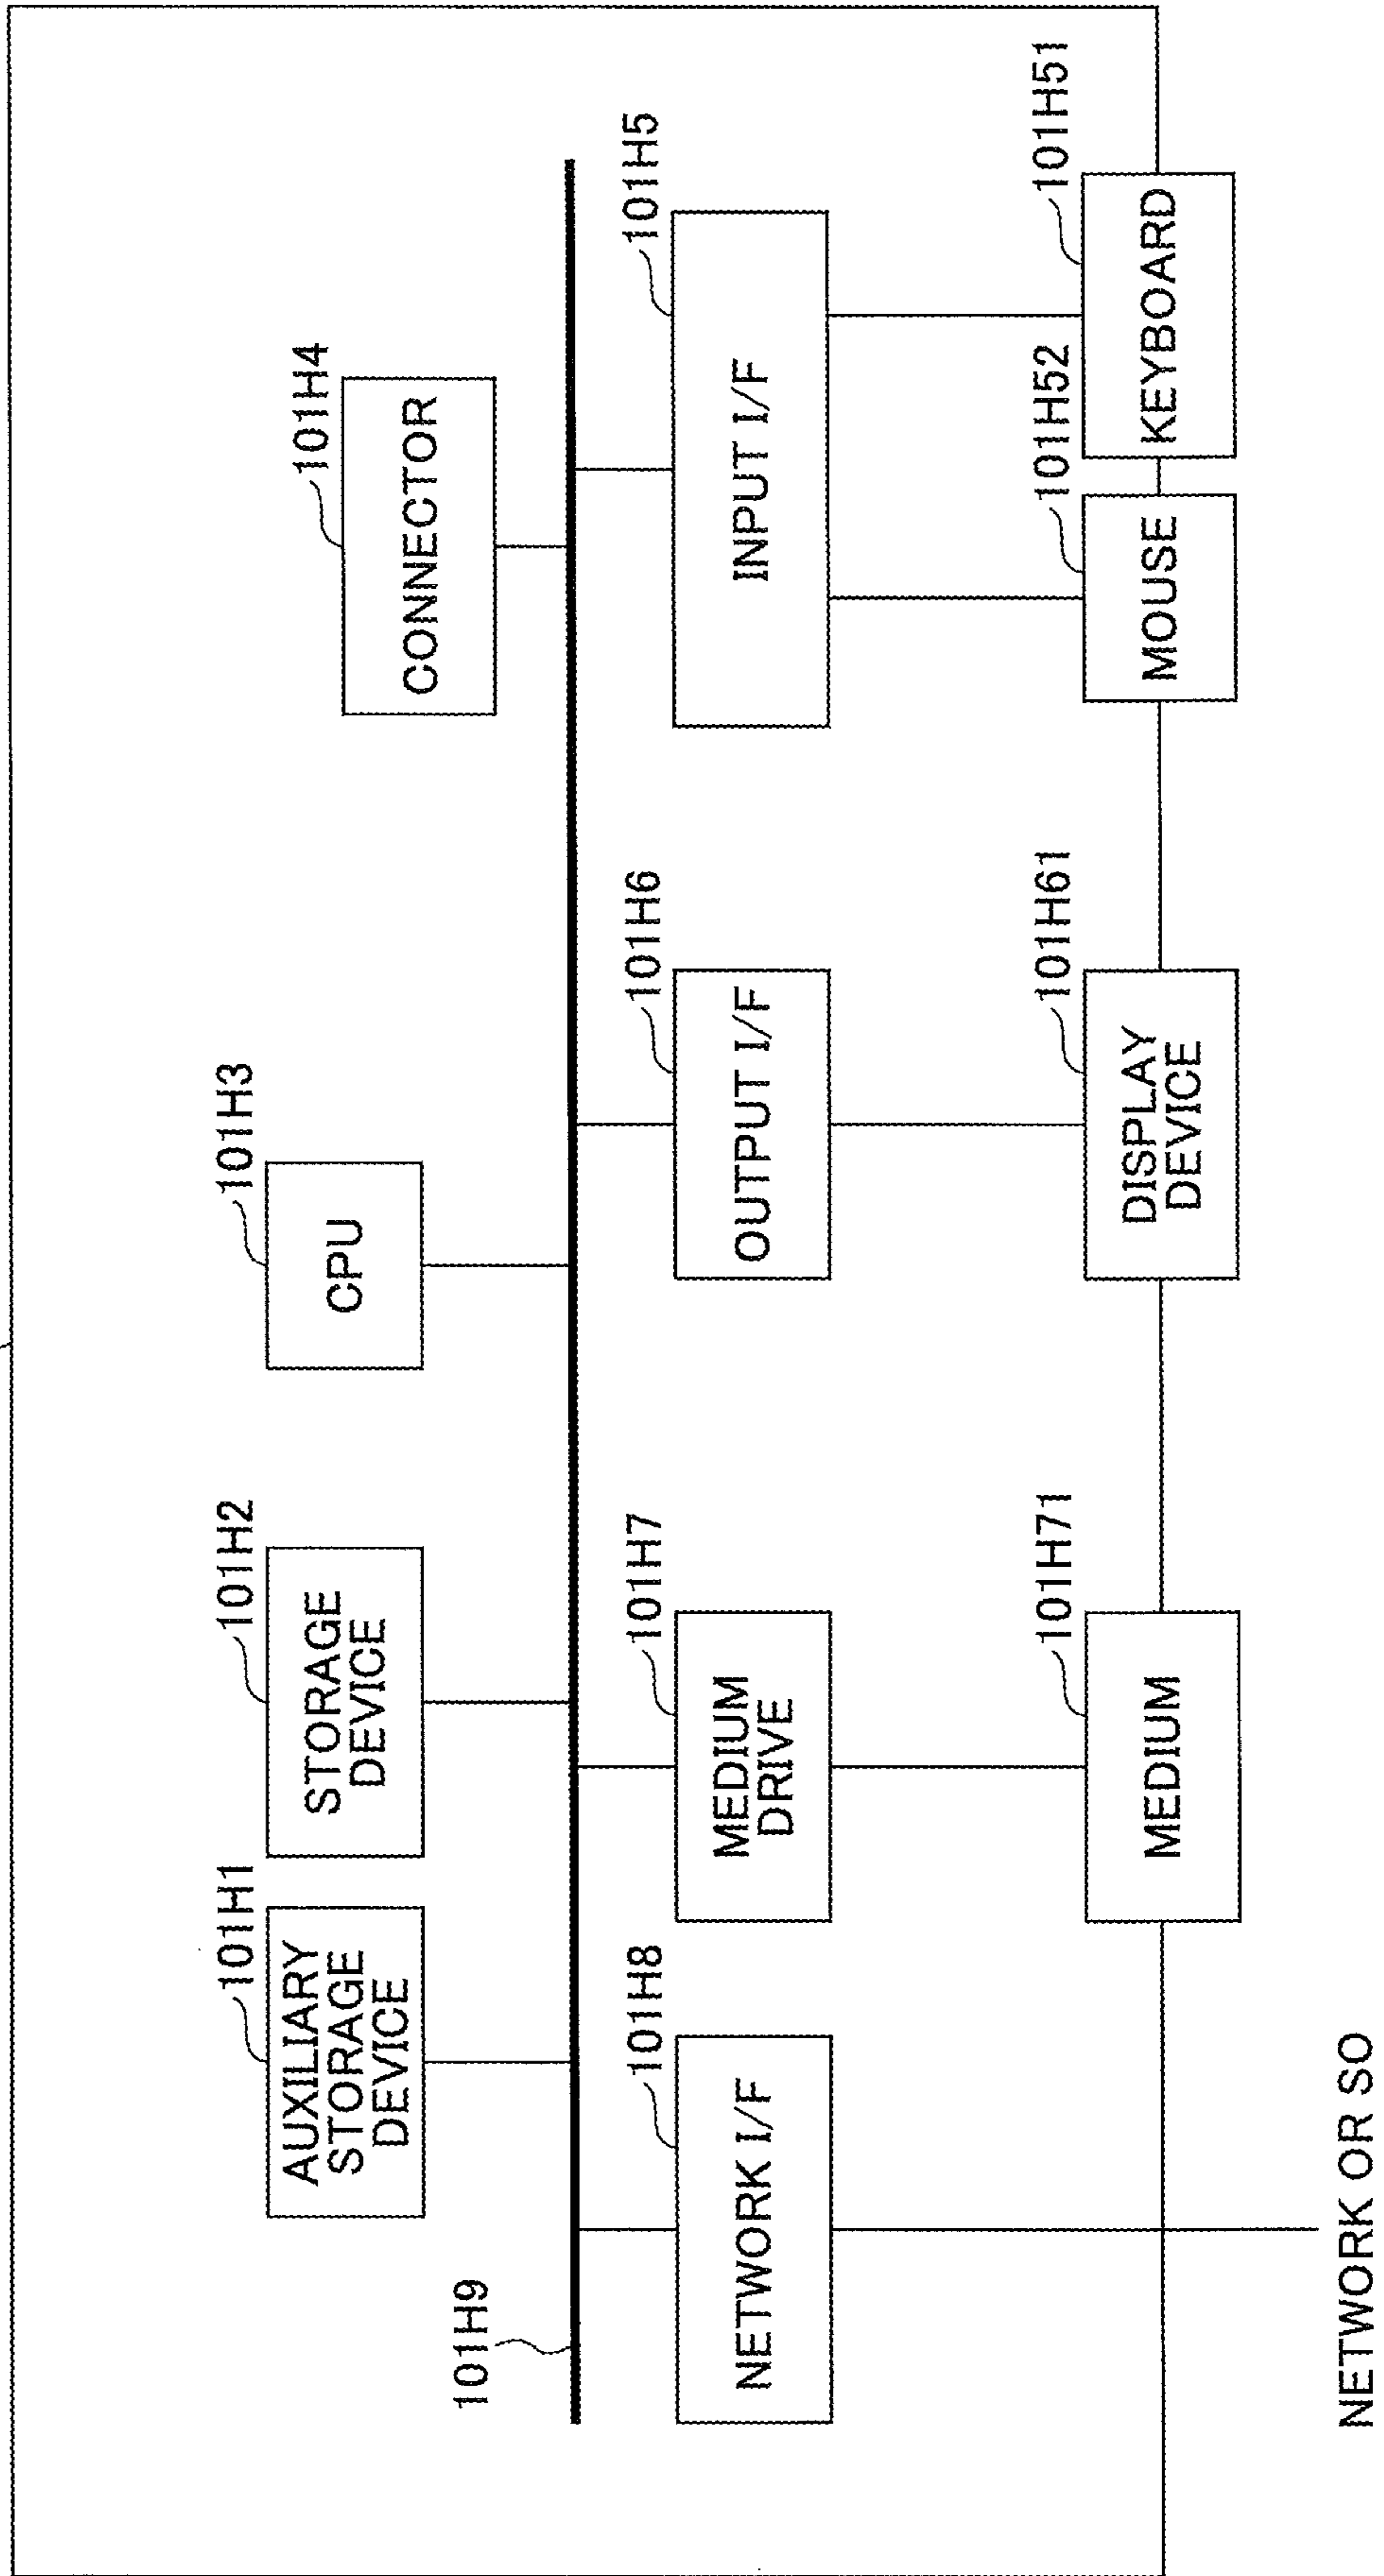 101H1
AUXILIARY
STORAGE
DEVICE
101H2
STORAGE
DEVICE
101H3
CPU
101H4
CONNECTOR
101H9
101H8
NETWORK I/F
101H7
MEDIUM
DRIVE
101H6
OUTPUT I/F
101H5
INPUT I/F
101H71
MEDIUM
101H61
DISPLAY
DEVICE
101H52
MOUSE
101H51
KEYBOARD
NETWORK OR SO